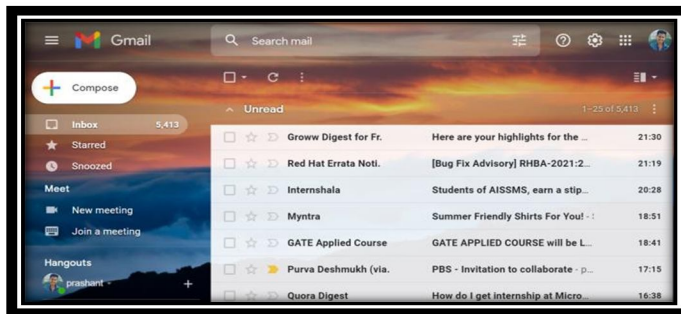 Gmail
Search mail
Compose
Unread
1–25 of 5,413
Inbox 5,413
Starred
Snoozed
Meet
New meeting
Join a meeting
Hangouts
prashant
Groww Digest for Fr. Here are your highlights for the ... 21:30
Red Hat Errata Noti. [Bug Fix Advisory] RHBA-2021:2... 21:19
Internshala Students of AISSMS, earn a stip... 20:28
Myntra Summer Friendly Shirts For You! - 18:51
GATE Applied Course GATE APPLIED COURSE will be L... 18:41
Purva Deshmukh (via. PBS - Invitation to collaborate - p... 17:15
Quora Digest How do I get internship at Micro... 16:38